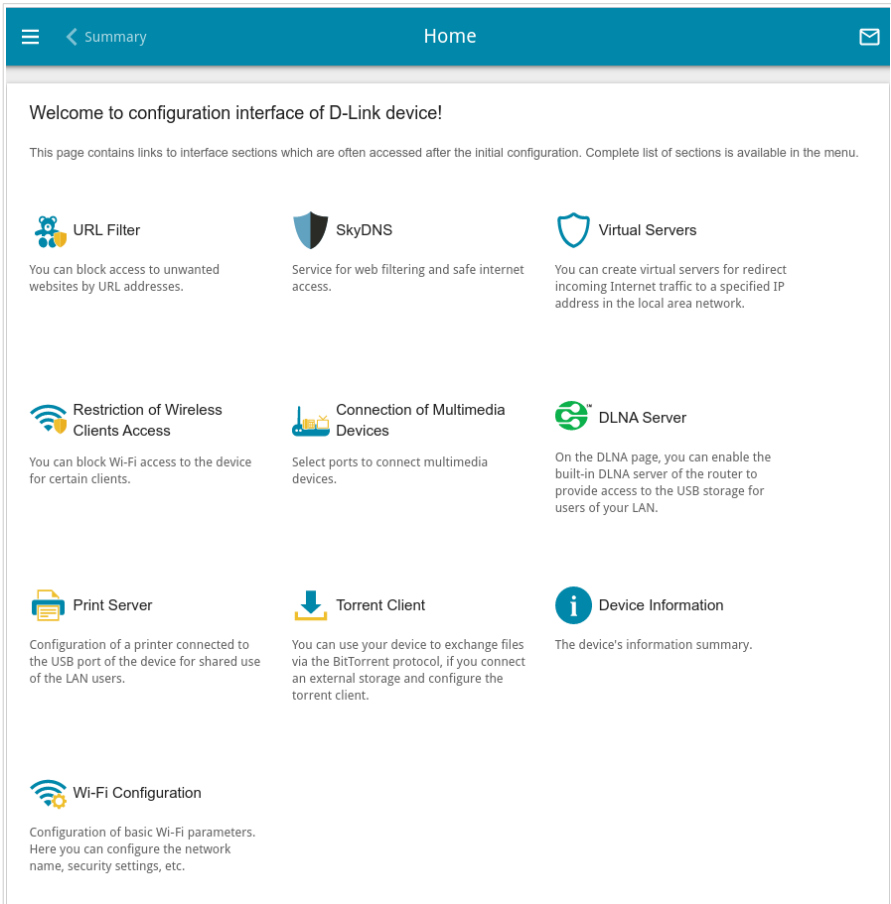 Summary
Home
Welcome to configuration interface of D-Link device!
This page contains links to interface sections which are often accessed after the initial configuration. Complete list of sections is available in the menu.
URL Filter
You can block access to unwanted
websites by URL addresses.
SkyDNS
Service for web filtering and safe internet
access.
Virtual Servers
You can create virtual servers for redirect
incoming Internet traffic to a specified IP
address in the local area network.
Restriction of Wireless
Clients Access
You can block Wi-Fi access to the device
for certain clients.
Connection of Multimedia
Devices
Select ports to connect multimedia
devices.
DLNA Server
On the DLNA page, you can enable the
built-in DLNA server of the router to
provide access to the USB storage for
users of your LAN.
Print Server
Configuration of a printer connected to
the USB port of the device for shared use
of the LAN users.
Torrent Client
You can use your device to exchange files
via the BitTorrent protocol, if you connect
an external storage and configure the
torrent client.
Device Information
The device's information summary.
Wi-Fi Configuration
Configuration of basic Wi-Fi parameters.
Here you can configure the network
name, security settings, etc.